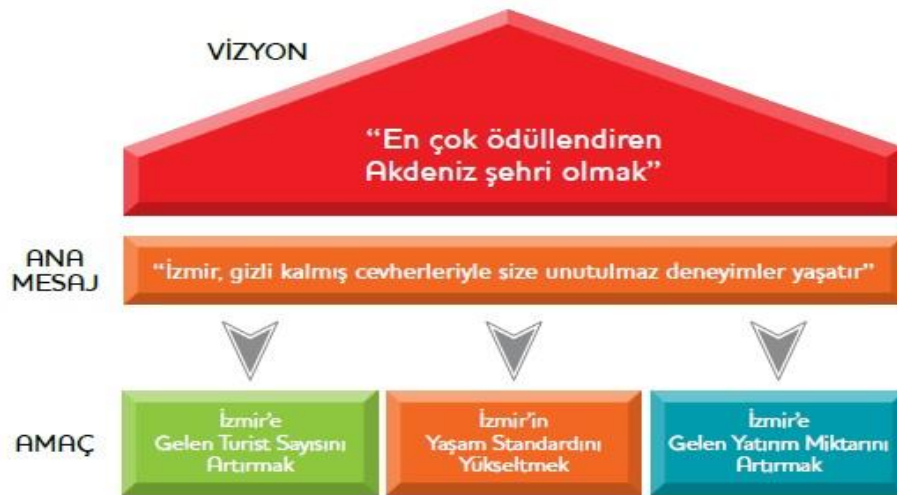 VİZYON
“En çok ödüllendiren
Akdeniz şehri olmak”
ANA
MESAJ
“İzmir, gizli kalmış cevherleriyle size unutulmaz deneyimler yaşatır”
AMAÇ
İzmir’e
Gelen Turist Sayısını
Artırmak
İzmir’in
Yaşam Standardını
Yükseltmek
İzmir’e
Gelen Yatırım Miktarını
Artırmak